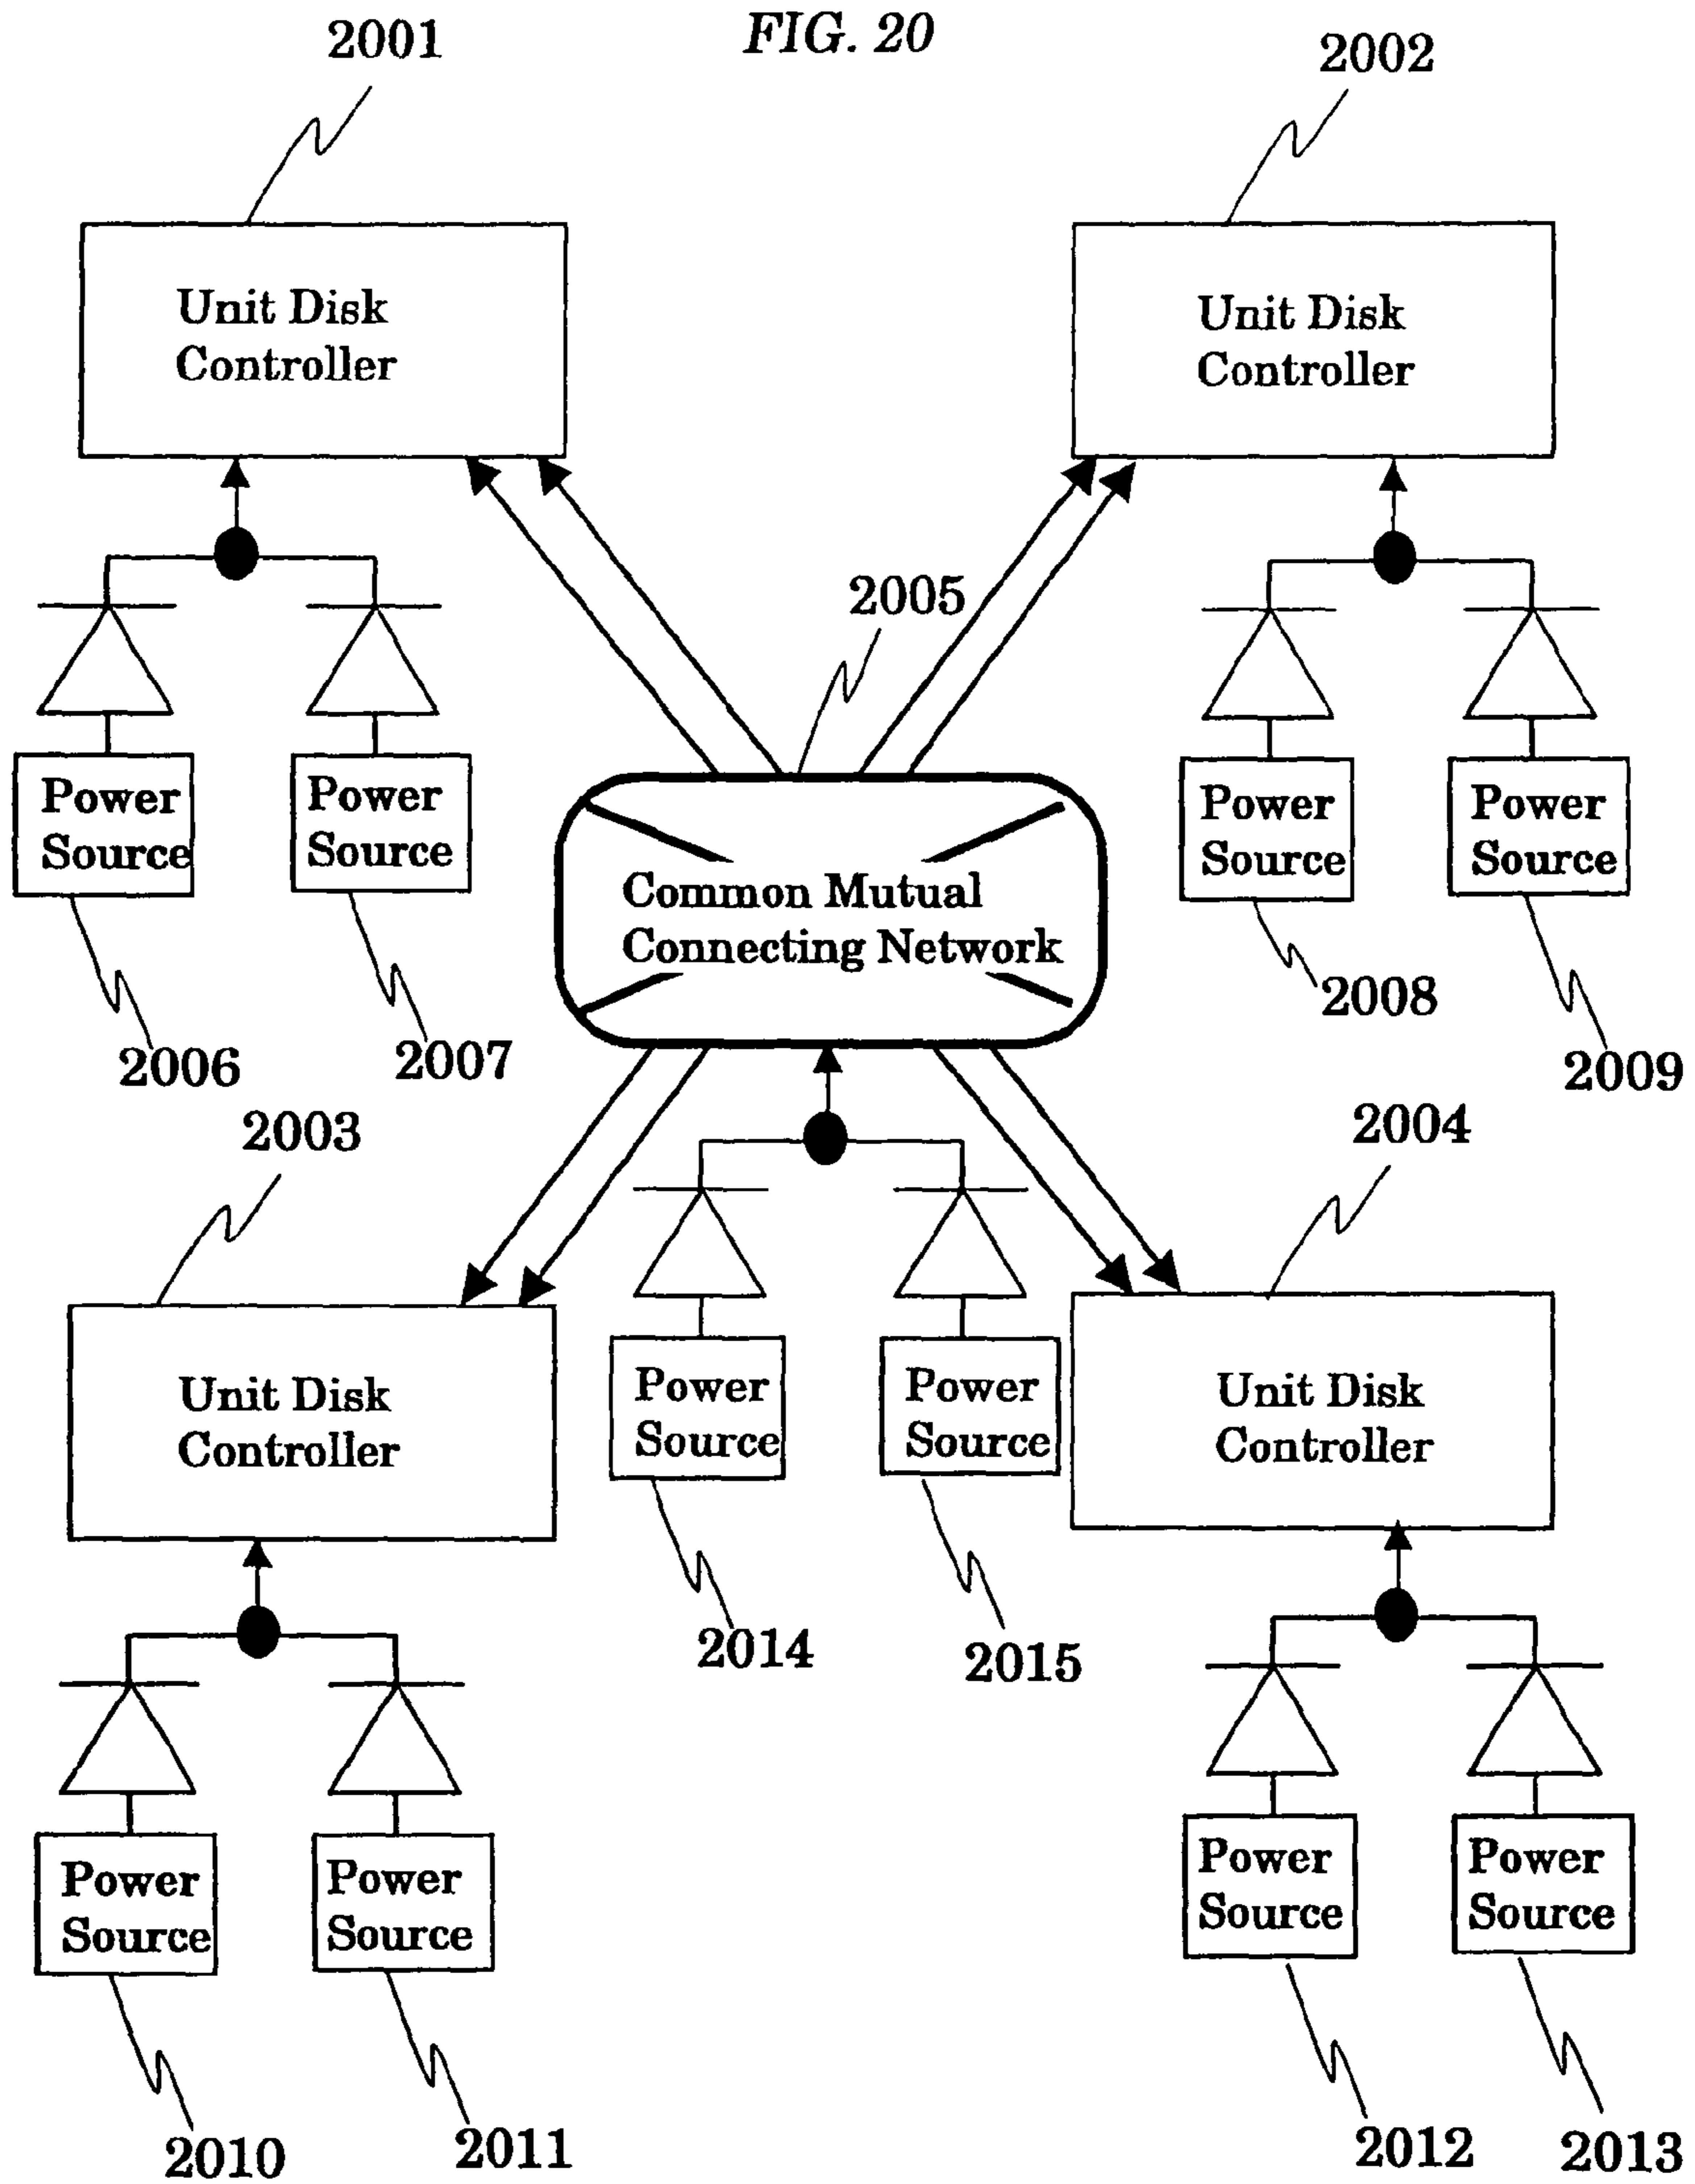 FIG. 20
2001
2002
Unit Disk
Controller
Unit Disk
Controller
2005
Power
Source
Power
Source
Power
Source
Power
Source
Common Mutual
Connecting Network
2006
2007
2008
2009
2003
2004
Unit Disk
Controller
Power
Source
Power
Source
Unit Disk
Controller
2014
2015
Power
Source
Power
Source
Power
Source
Power
Source
2010
2011
2012
2013